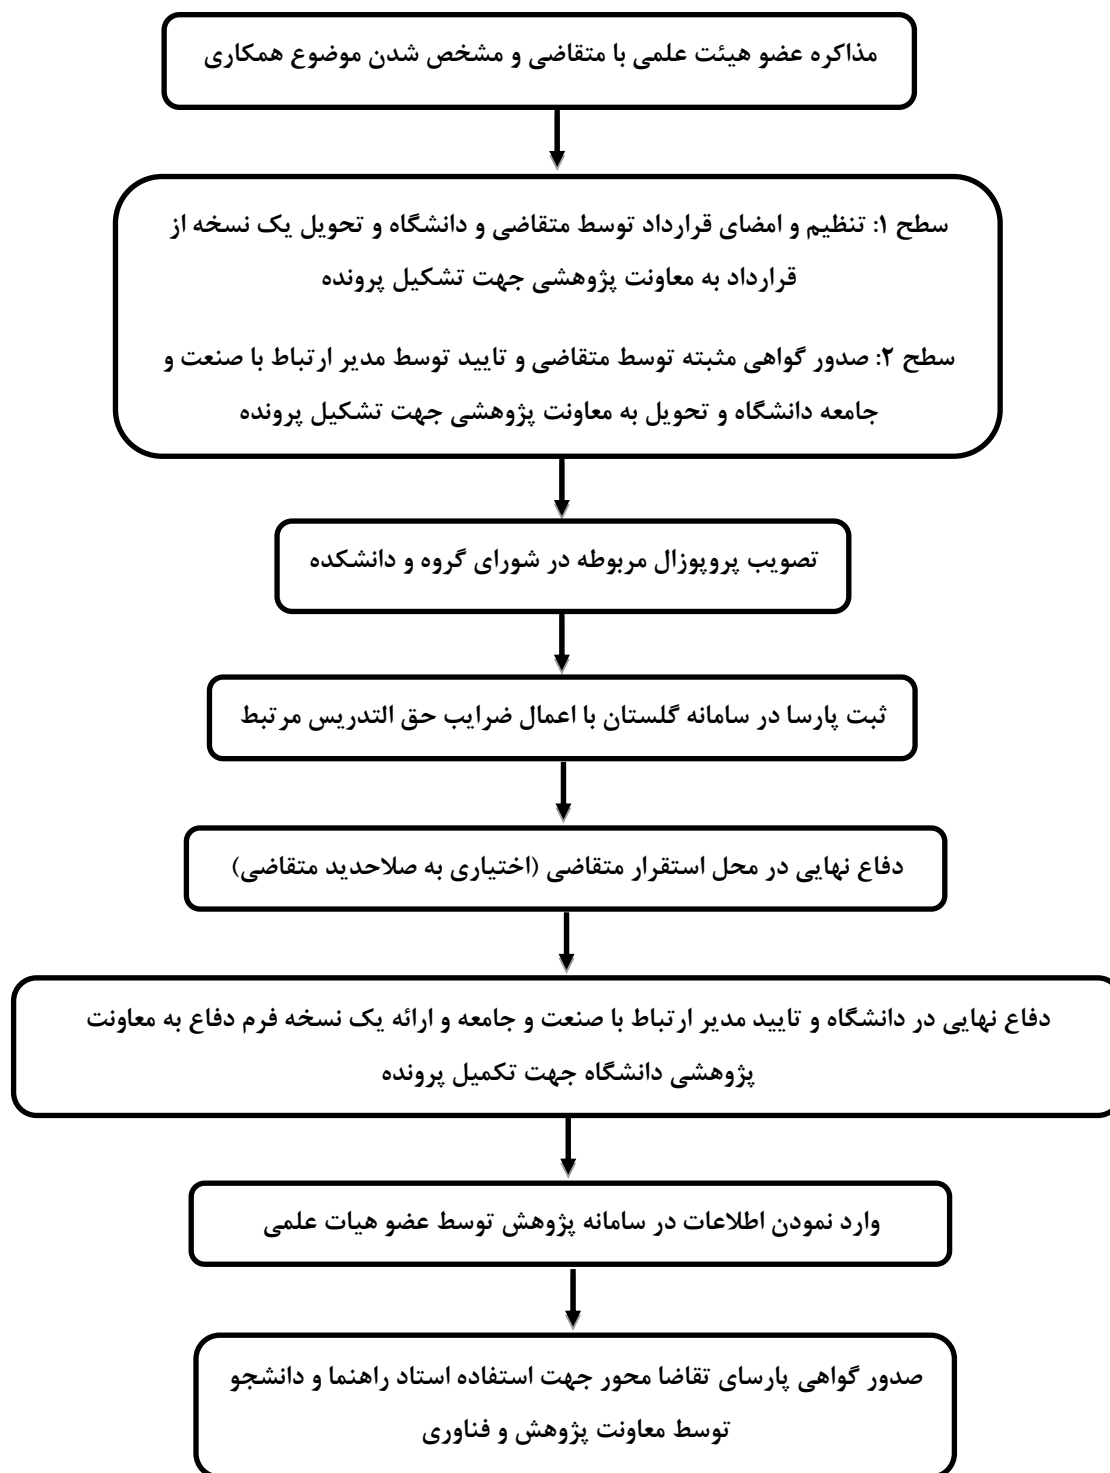 مذاکره عضو هیئت علمی با متقاضی و مشخص شدن موضوع همکاری
سطح ۱: تنظیم و امضای قرارداد توسط متقاضی و دانشگاه و تحویل یک نسخه از
قرارداد به معاونت پژوهشی جهت تشکیل پرونده
سطح ۲: صدور گواهی مثبته توسط متقاضی و تایید توسط مدیر ارتباط با صنعت و
جامعه دانشگاه و تحویل به معاونت پژوهشی جهت تشکیل پرونده
تصویب پروپوزال مربوطه در شورای گروه و دانشکده
ثبت پارسا در سامانه گلستان با اعمال ضرایب حق التدریس مرتبط
دفاع نهایی در محل استقرار متقاضی (اختیاری به صلاحدید متقاضی)
دفاع نهایی در دانشگاه و تایید مدیر ارتباط با صنعت و جامعه و ارائه یک نسخه فرم دفاع به معاونت
پژوهشی دانشگاه جهت تکمیل پرونده
وارد نمودن اطلاعات در سامانه پژوهش توسط عضو هیات علمی
صدور گواهی پارسای تقاضا محور جهت استفاده استاد راهنما و دانشجو
توسط معاونت پژوهش و فناوری